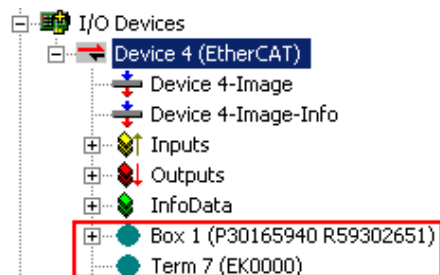 I/O Devices
Device 4 (EtherCAT)
Device 4-Image
Device 4-Image-Info
Inputs
Outputs
InfoData
Box 1 (P30165940 R59302651)
Term 7 (EK0000)